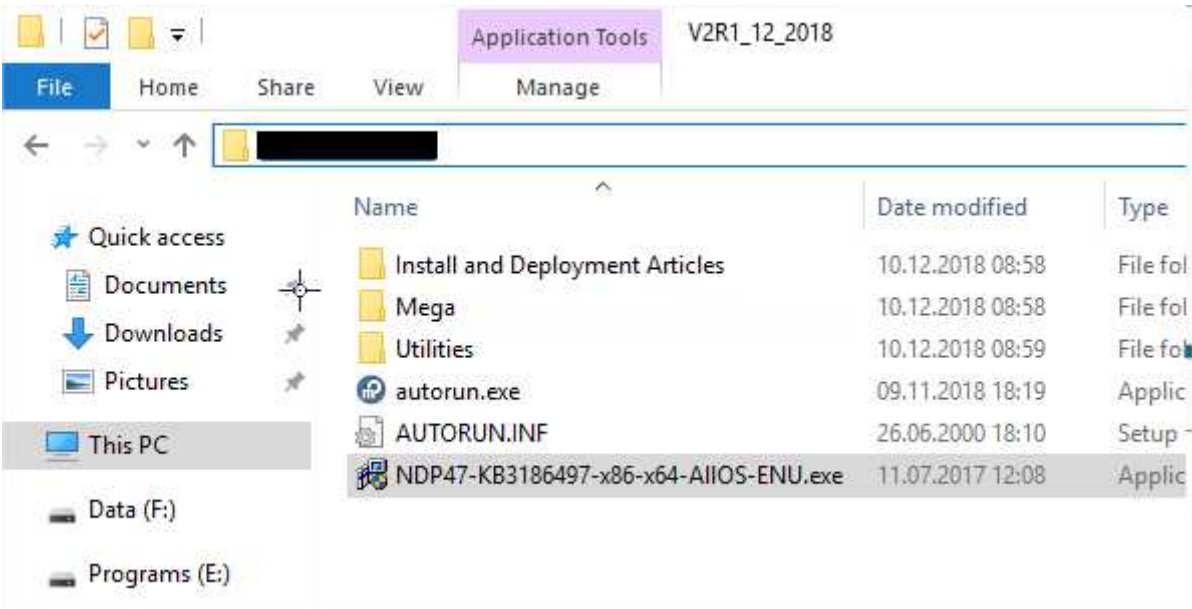 Application Tools V2R1_12_2018
File Home Share View Manage
Name Date modified Type
Quick access
Documents
Downloads
Pictures
This PC
Data (F:)
Programs (E:)
Install and Deployment Articles 10.12.2018 08:58 File fol
Mega 10.12.2018 08:58 File fol
Utilities 10.12.2018 08:59 File fol
autorun.exe 09.11.2018 18:19 Applic
AUTORUN.INF 26.06.2000 18:10 Setup
NDP47-KB3186497-x86-x64-AllOS-ENU.exe 11.07.2017 12:08 Applic